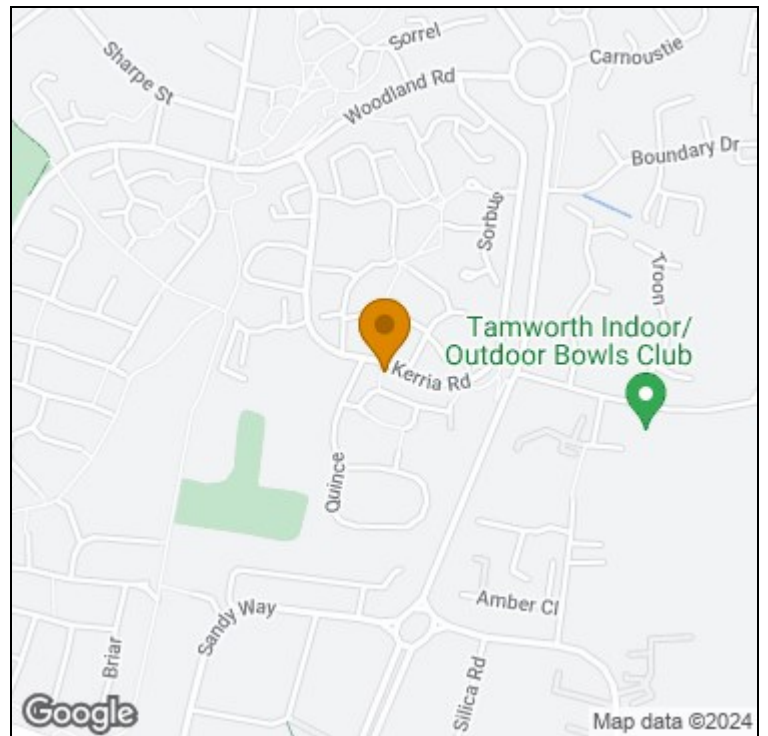 Sorrel
Carnoustie
Sharpe St
Woodland Rd
Boundary Dr
Sorbus
Troon
Tamworth Indoor/
Outdoor Bowls Club
Kerria Rd
Quince
Amber Cl
Sandy Way
Briar
Silica Rd
Google
Map data ©2024